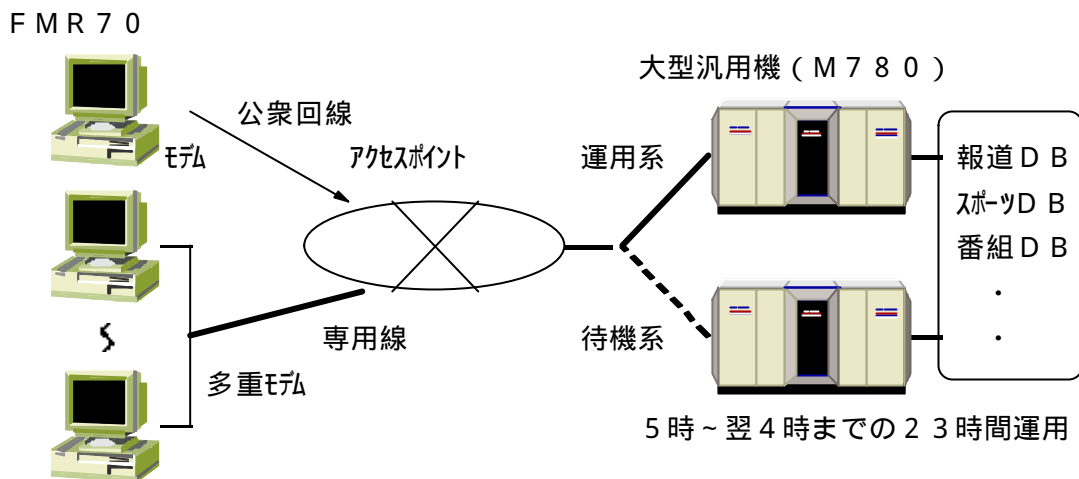 ＦＭＲ７０
大型汎用機（Ｍ７８０）
公衆回線
ﾓﾃﾞﾑ
ｱｸｾｽﾎﾟｲﾝﾄ
運用系
報道ＤＢ
ｽﾎﾟｰﾂＤＢ
番組ＤＢ
・
・
専用線
待機系
多重ﾓﾃﾞﾑ
５時～翌４時までの２３時間運用